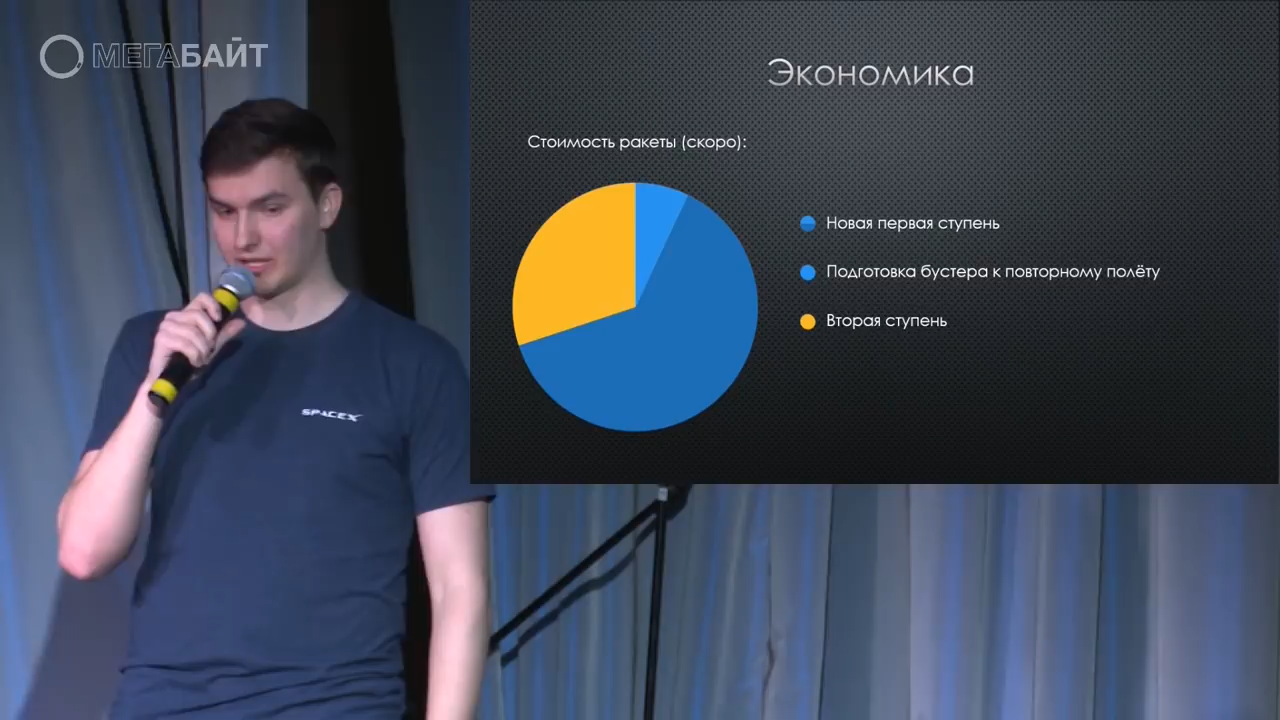 МЕГАБАЙТ
Экономика
Стоимость ракеты (скоро):
Новая первая ступень
Подготовка бустера к повторному полёту
Вторая ступень
SPACEX